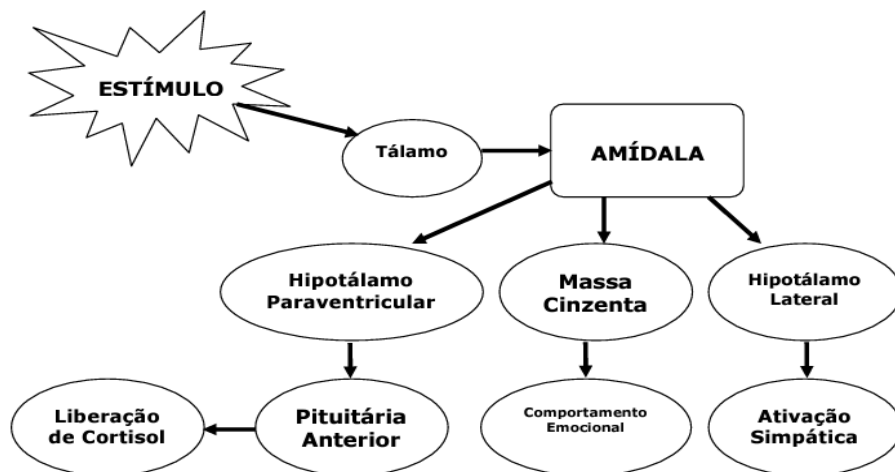 ESTÍMULO
Tálamo
AMÍDALA
Hipotálamo
Paraventricular
Massa
Cinzenta
Hipotálamo
Lateral
Liberação
de Cortisol
Pituitária
Anterior
Comportamento
Emocional
Ativação
Simpática